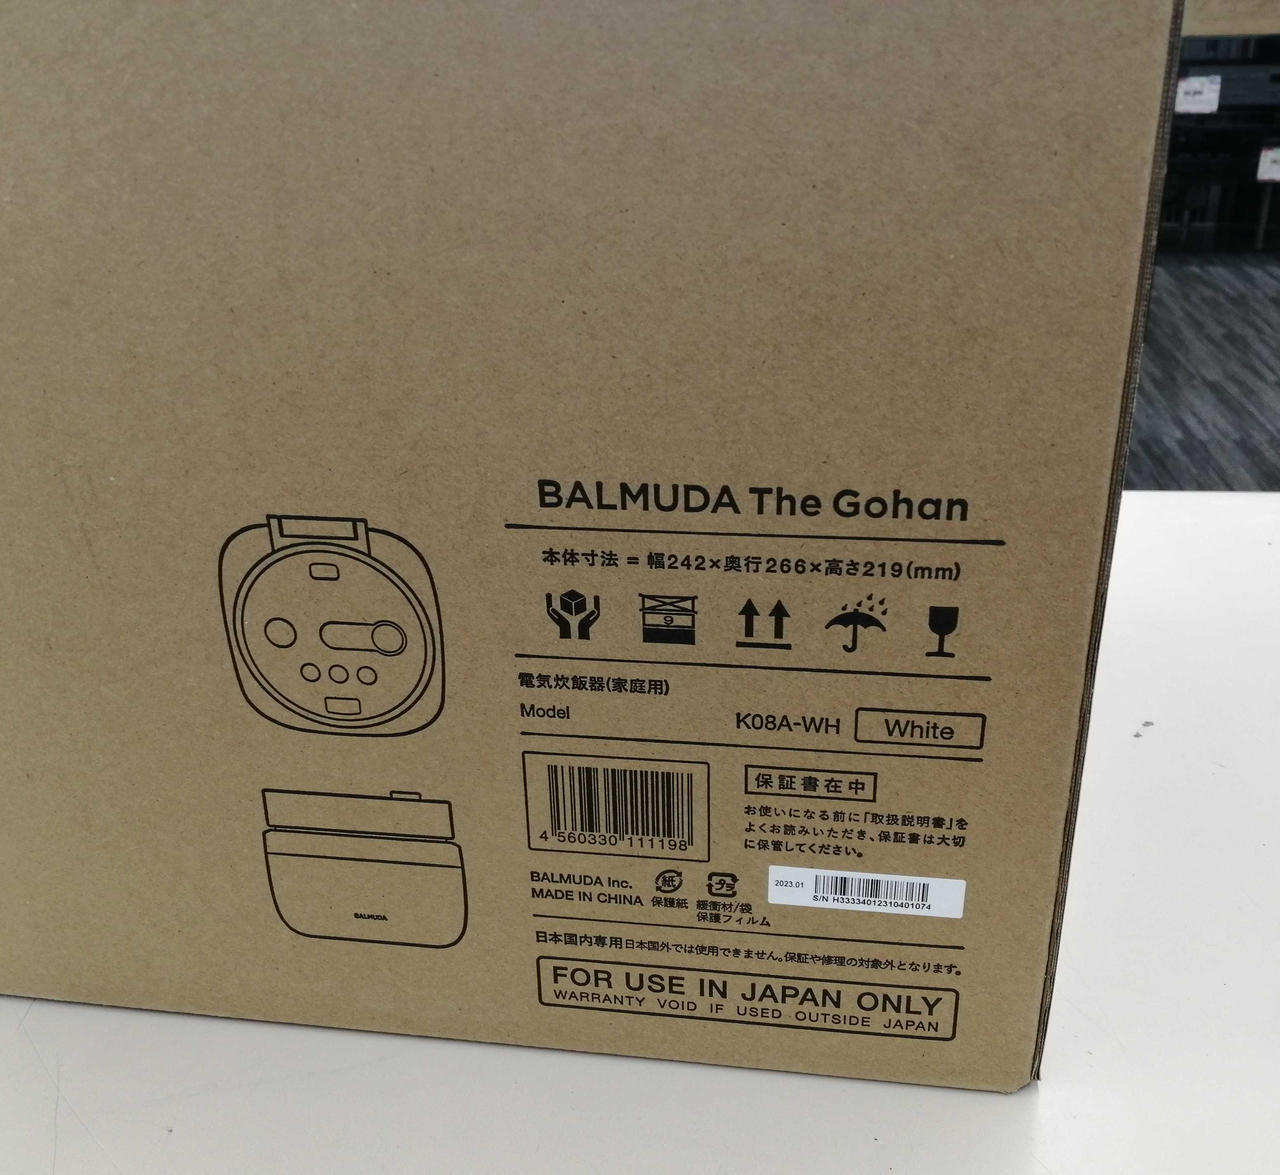 BALMUDA The Gohan
本体寸法 = 幅242×奥行266×高さ219(mm)
9
電気炊飯器(家庭用)
Model K08A-WH White
4 560330 111198
保証書在中
お使いになる前に「取扱説明書」を
よくお読みいただき、保証書は大切
に保管してください。
BALMUDA Inc.
MADE IN CHINA
紙
保護紙
プラ
緩衝材/袋
保護フィルム
2023.01
S/N H33334012310401074
日本国内専用 日本国外では使用できません。保証や修理の対象外となります。
FOR USE IN JAPAN ONLY
WARRANTY VOID IF USED OUTSIDE JAPAN
BALMUDA